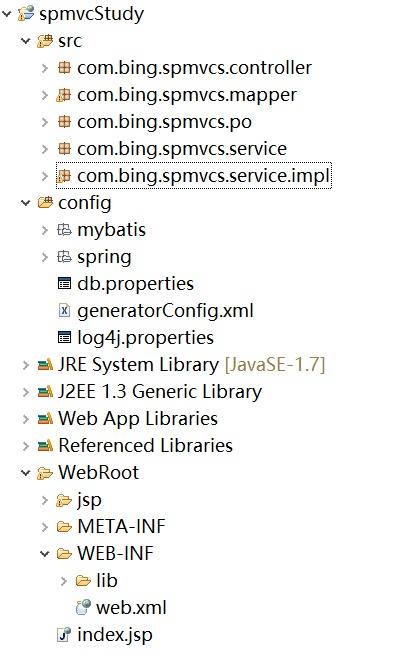 spmvcStudy
src
com.bing.spmvcs.controller
com.bing.spmvcs.mapper
com.bing.spmvcs.po
com.bing.spmvcs.service
com.bing.spmvcs.service.impl
config
mybatis
spring
db.properties
generatorConfig.xml
log4j.properties
JRE System Library [JavaSE-1.7]
J2EE 1.3 Generic Library
Web App Libraries
Referenced Libraries
WebRoot
jsp
META-INF
WEB-INF
lib
web.xml
index.jsp